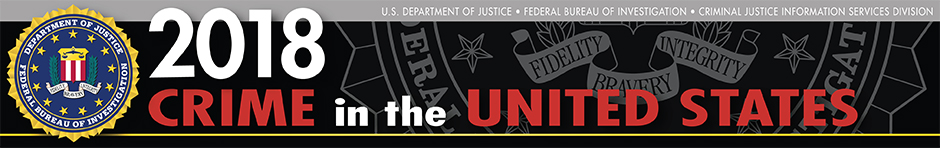 U.S. DEPARTMENT OF JUSTICE • FEDERAL BUREAU OF INVESTIGATION • CRIMINAL JUSTICE INFORMATION SERVICES DIVISION
DEPARTMENT OF JUSTICE
FEDERAL BUREAU OF INVESTIGATION
2018
CRIME in the UNITED STATES
FIDELITY
BRAVERY
INTEGRITY